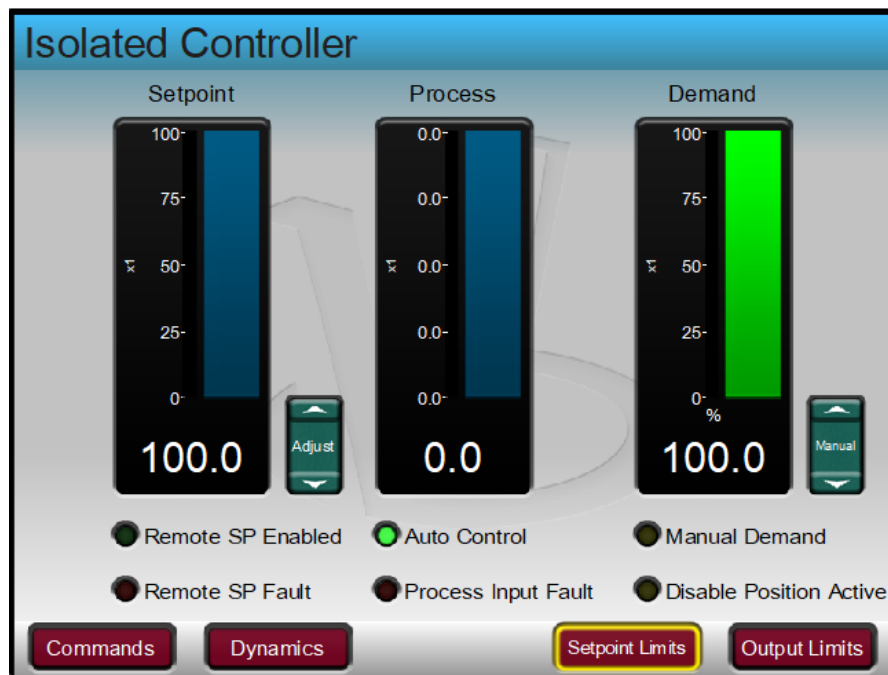 Isolated Controller
Setpoint
Process
Demand
100
75
50
25
0
x1
100.0
Adjust
0.0
0.0
0.0
0.0
0.0
x1
0.0
100
75
50
25
0
x1
%
100.0
Manual
Remote SP Enabled
Auto Control
Manual Demand
Remote SP Fault
Process Input Fault
Disable Position Active
Commands
Dynamics
Setpoint Limits
Output Limits